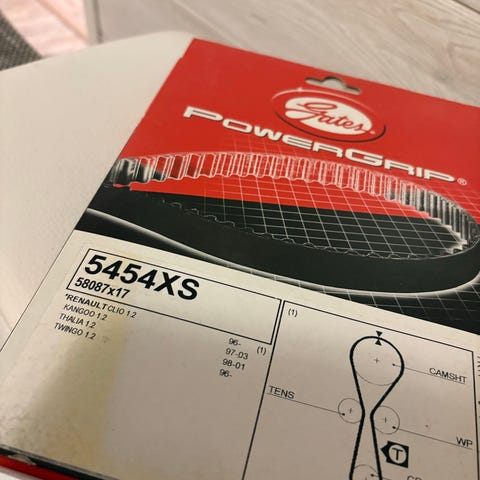 Gates
POWERGRIP®
5454XS
58087x17
*RENAULT CLIO 1.2
KANGOO 1.2
THALIA 1.2
TWINGO 1.2
96-
97-03
98-01
96-
(1)
(1)
CAMSHT
TENS
WP
T